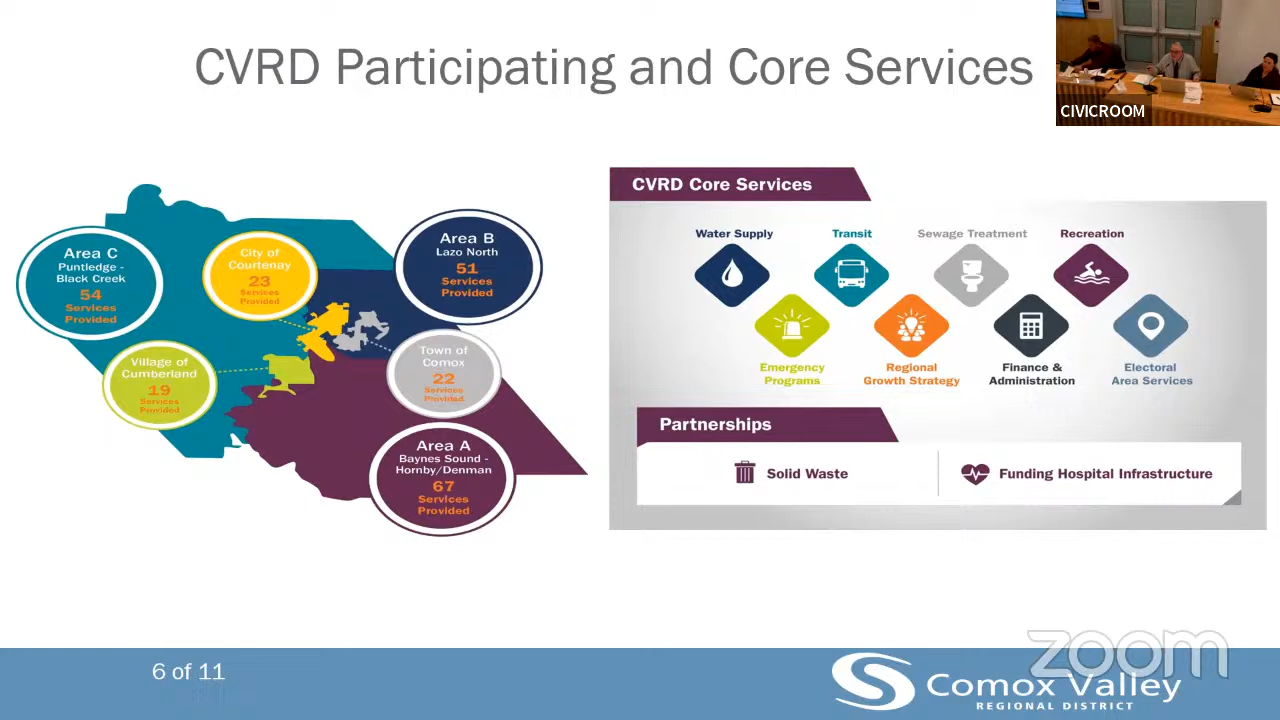 CVRD Participating and Core Services
CIVICROOM
Area C
Puntledge -
Black Creek
54
Services
Provided
City of
Courtenay
23
Services
Provided
Area B
Lazo North
51
Services
Provided
Village of
Cumberland
19
Services
Provided
Town of
Comox
22
Services
Provided
Area A
Baynes Sound -
Hornby/Denman
67
Services
Provided
CVRD Core Services
Water Supply
Transit
Sewage Treatment
Recreation
Emergency
Programs
Regional
Growth Strategy
Finance &
Administration
Electoral
Area Services
Partnerships
Solid Waste
Funding Hospital Infrastructure
6 of 11
zoom
Comox Valley
REGIONAL DISTRICT